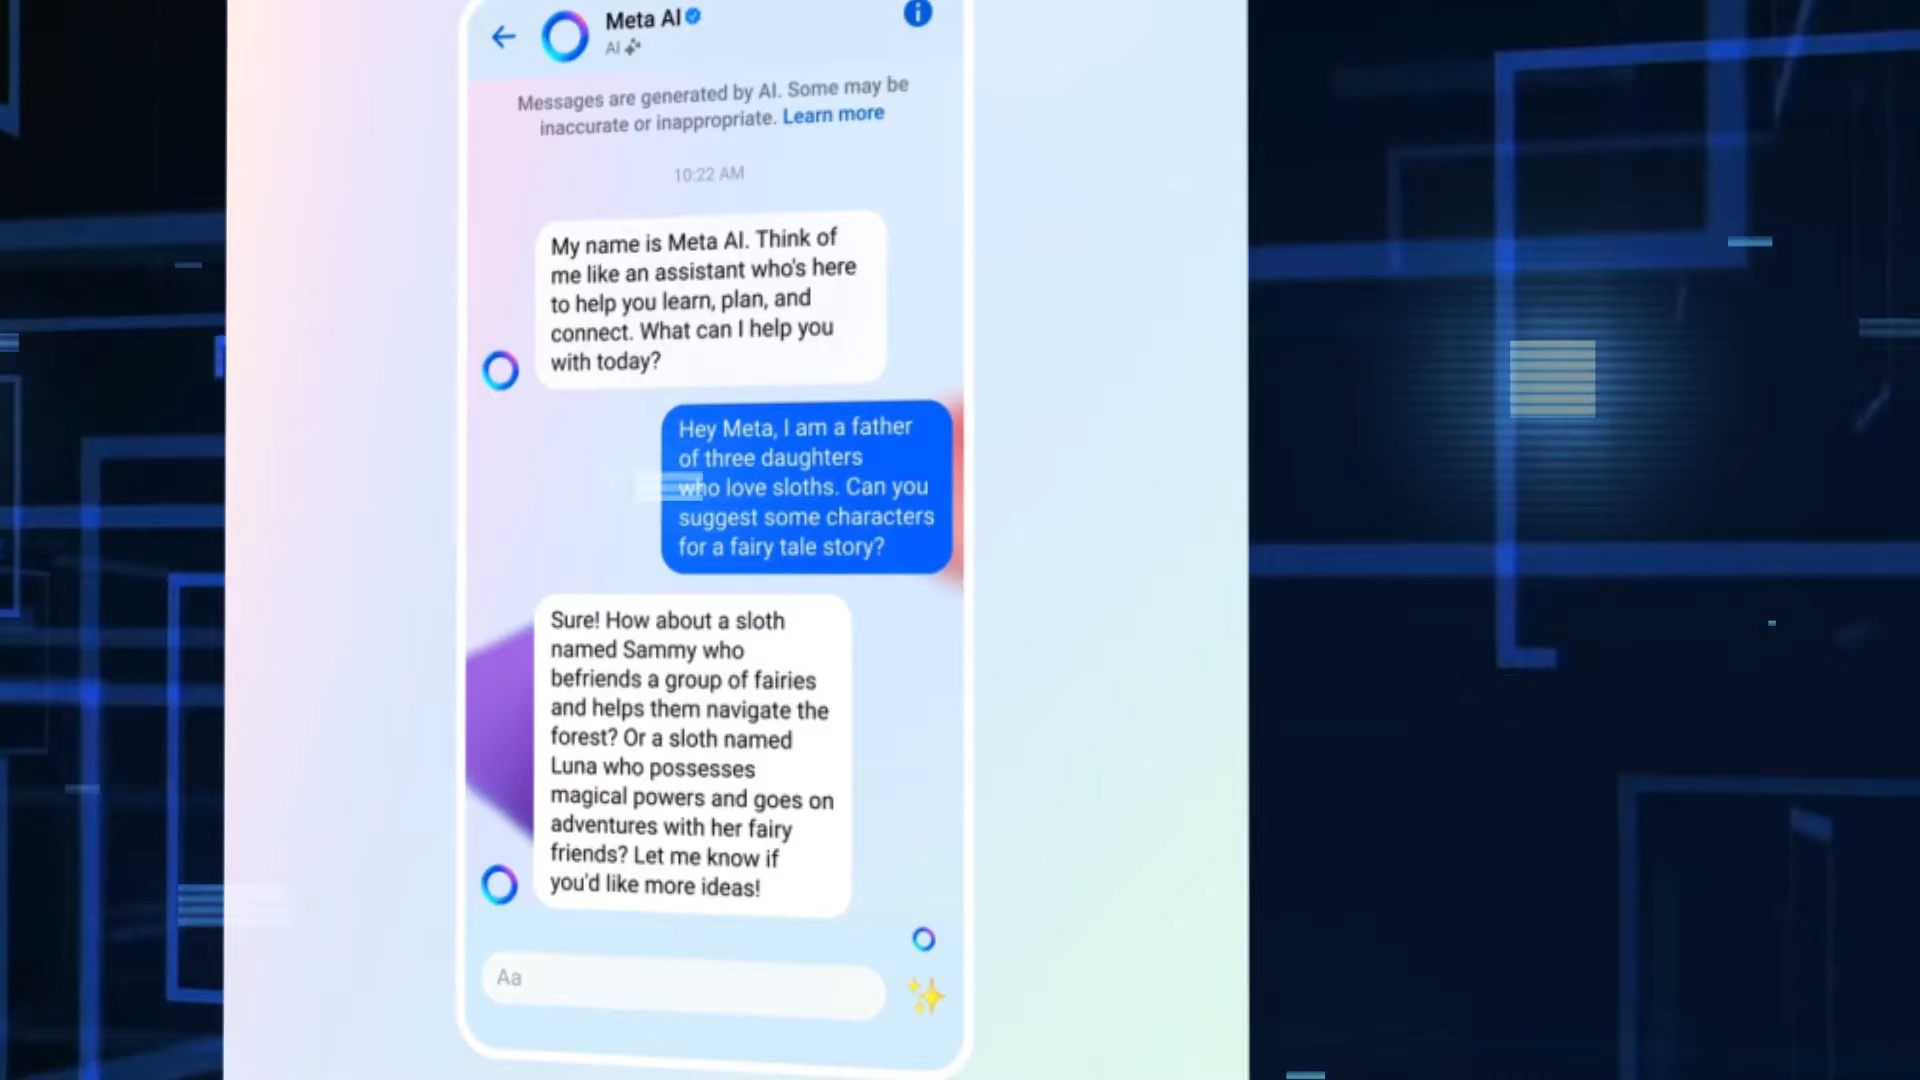 Meta AI
AI
Messages are generated by AI. Some may be
inaccurate or inappropriate. Learn more
10:22 AM
My name is Meta AI. Think of
me like an assistant who's here
to help you learn, plan, and
connect. What can I help you
with today?
Hey Meta, I am a father
of three daughters
who love sloths. Can you
suggest some characters
for a fairy tale story?
Sure! How about a sloth
named Sammy who
befriends a group of fairies
and helps them navigate the
forest? Or a sloth named
Luna who possesses
magical powers and goes on
adventures with her fairy
friends? Let me know if
you'd like more ideas!
Aa